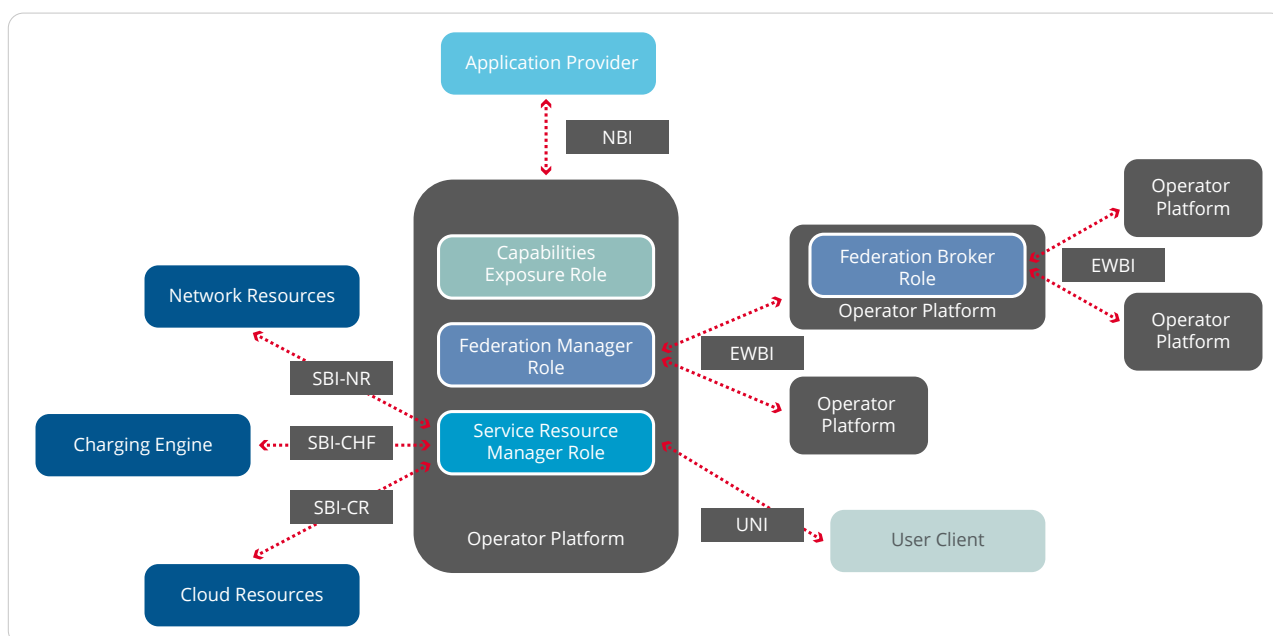 Application Provider
NBI
Capabilities
Exposure Role
Federation Manager
Role
Service Resource
Manager Role
Operator Platform
Network Resources
SBI-NR
Charging Engine
SBI-CHF
SBI-CR
Cloud Resources
EWBI
Federation Broker
Role
Operator Platform
Operator
Platform
EWBI
Operator
Platform
Operator
Platform
UNI
User Client